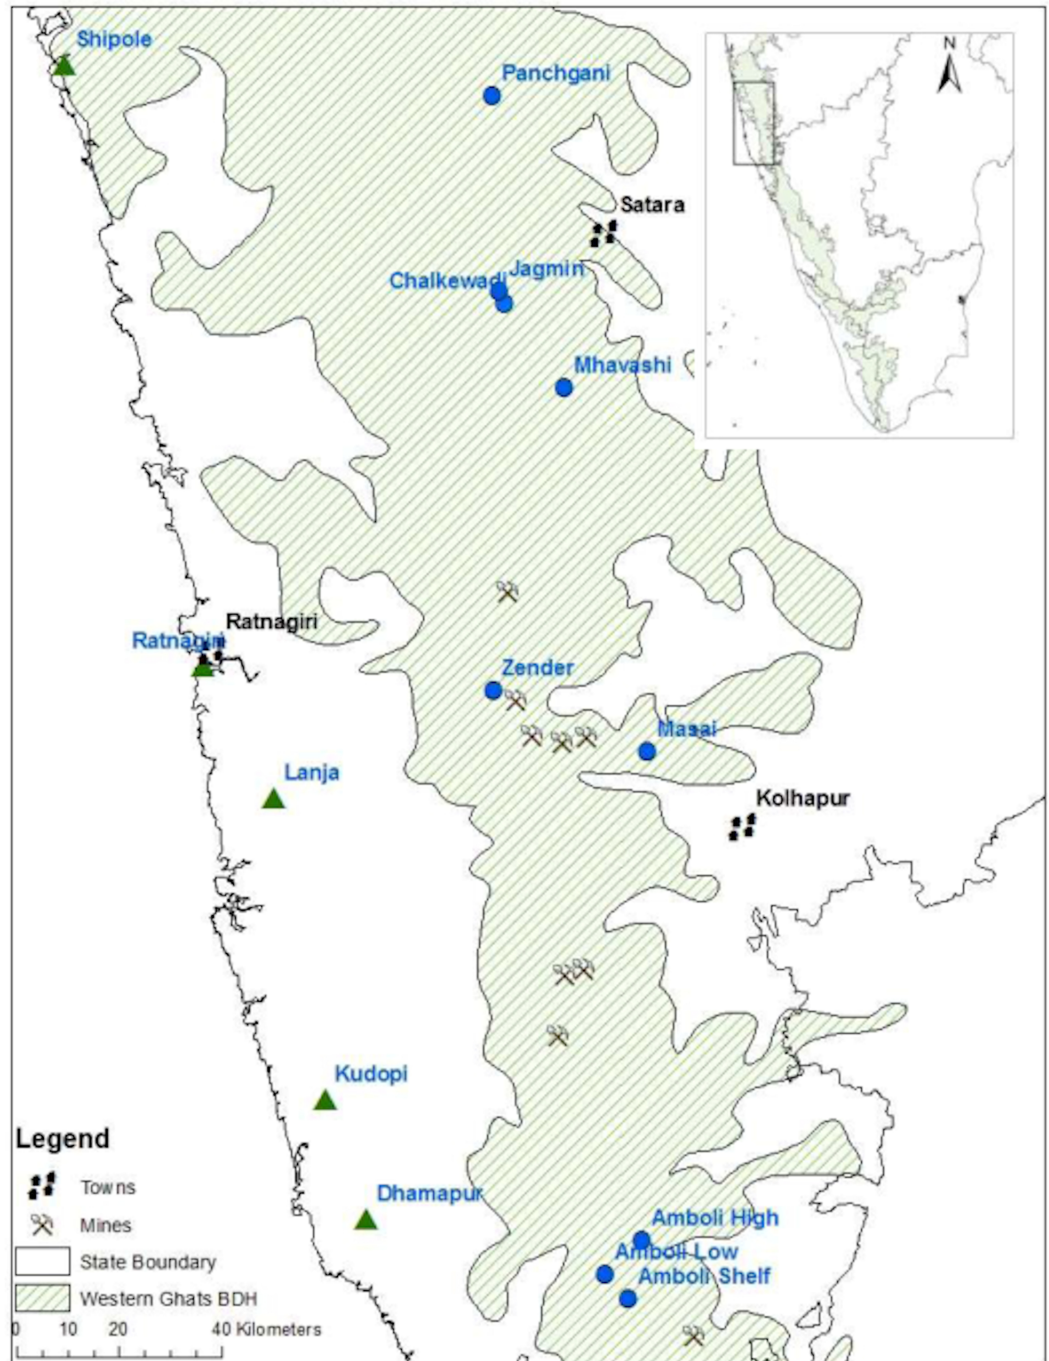 Shipole
Panchgani
N
Satara
Jagmin
Chalkewadi
Mhavashi
Ratnagiri
Ratnagiri
Zender
Masai
Lanja
Kolhapur
Kudopi
Legend
Towns
Dhamapur
Mines
Amboli High
State Boundary
Amboli Low
Amboli Shelf
Western Ghats BDH
0 10 20 40 Kilometers